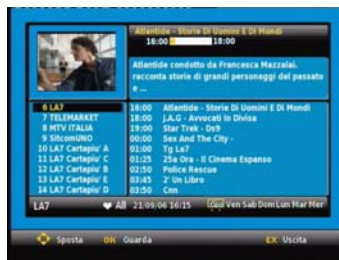 Atlantide - Storie Di Uomini E Di Mondi
16:00 18:00
Atlantide condotto da Francesca Mazzalai.
racconta storie di grandi personaggi del passato
e ...
6 LA7
7 TELEMARKET
8 MTV ITALIA
9 SitcomUNO
10 LA7 Cartapiu' A
11 LA7 Cartapiu' C
12 LA7 Cartapiu' B
13 LA7 Cartapiu' E
14 LA7 Cartapiu' D
16:00 Atlantide - Storie Di Uomini E Di Mondi
18:00 J.A.G - Avvocati In Divisa
19:00 Star Trek - Ds9
00:00 Sex And The City -
01:00 Tg La7
01:25 25a Ora - Il Cinema Espanso
02:50 Police Rescue
03:45 2' Un Libro
03:50 Cnn
LA7 All 21.09.06 16:15 Ven Sab Dom Lun Mar Mer
Sposta OK Guarda EX Uscita